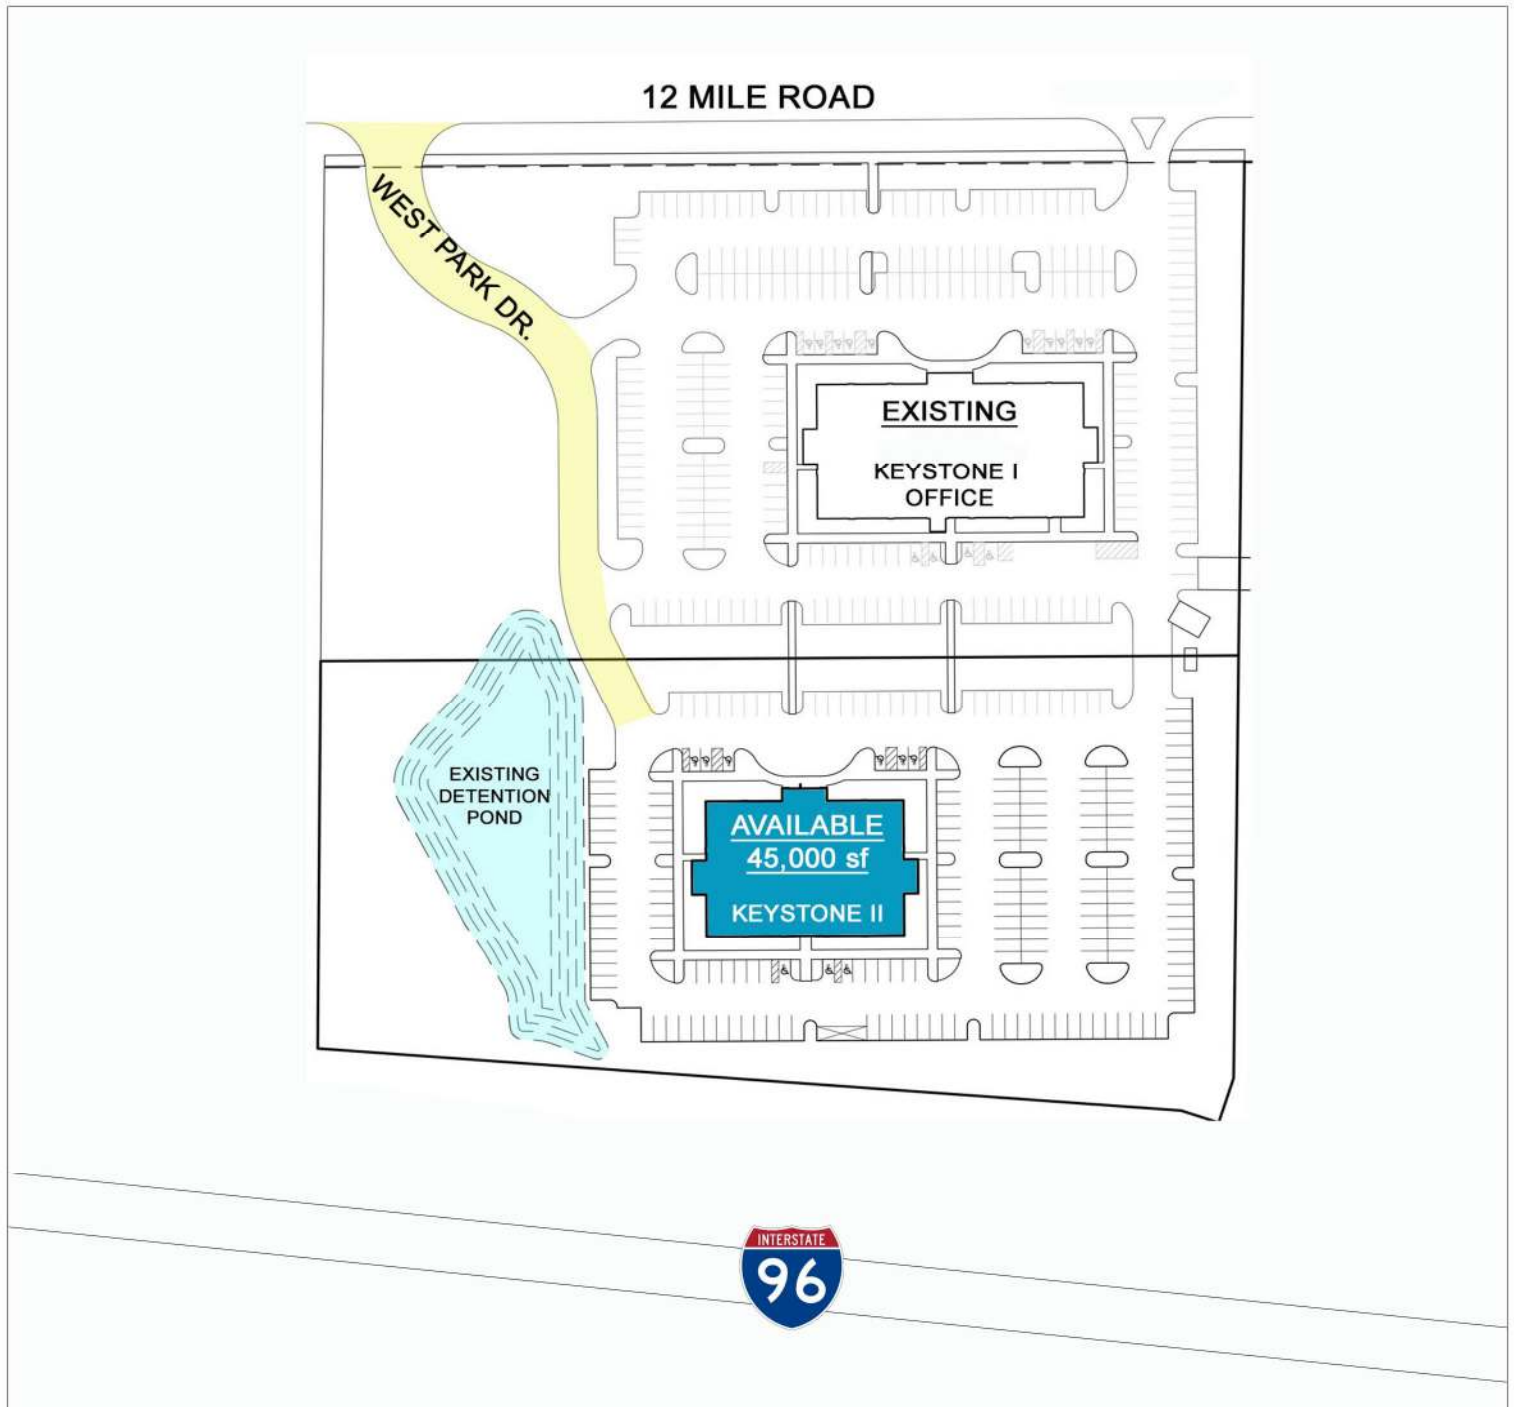 12 MILE ROAD
WEST PARK DR.
EXISTING
KEYSTONE I
OFFICE
EXISTING
DETENTION
POND
AVAILABLE
45,000 sf
KEYSTONE II
INTERSTATE
96